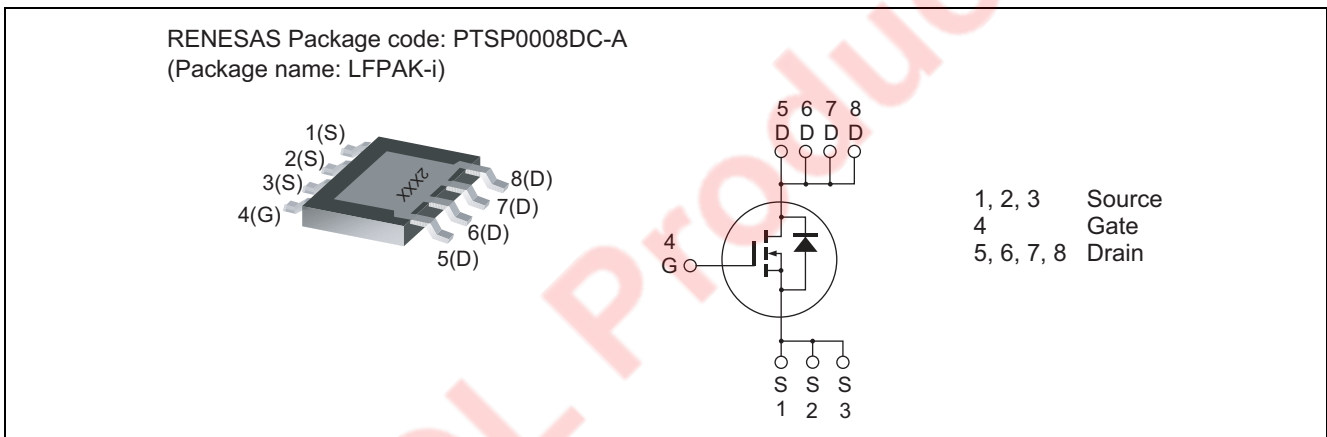 RENESAS Package code: PTSP0008DC-A
(Package name: LFPAK-i)
1(S)
2(S)
3(S)
4(G)
2XXX
8(D)
7(D)
6(D)
5(D)
5 6 7 8
D D D D
4
G
S S S
1 2 3
1, 2, 3 Source
4 Gate
5, 6, 7, 8 Drain